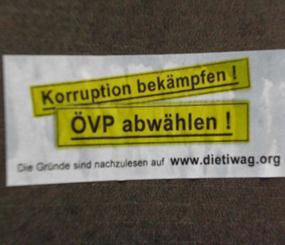 Korruption bekämpfen !
ÖVP abwählen !
Die Gründe sind nachzulesen auf www.dietiwag.org